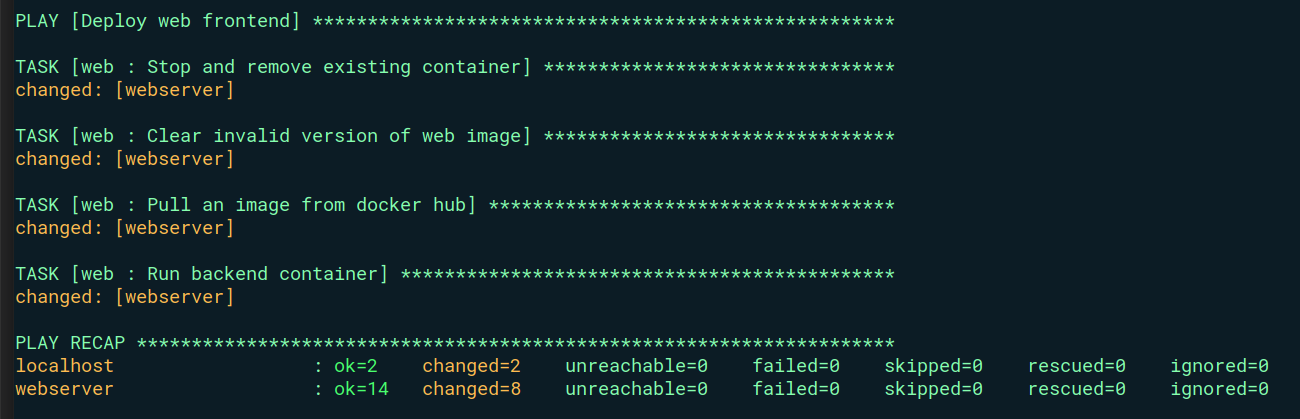 PLAY [Deploy web frontend] *****************************************************
TASK [web : Stop and remove existing container] ********************************
changed: [webserver]
TASK [web : Clear invalid version of web image] ********************************
changed: [webserver]
TASK [web : Pull an image from docker hub] *************************************
changed: [webserver]
TASK [web : Run backend container] *********************************************
changed: [webserver]
PLAY RECAP *********************************************************************
localhost                  : ok=2    changed=2    unreachable=0    failed=0    skipped=0    rescued=0    ignored=0
webserver                  : ok=14   changed=8    unreachable=0    failed=0    skipped=0    rescued=0    ignored=0